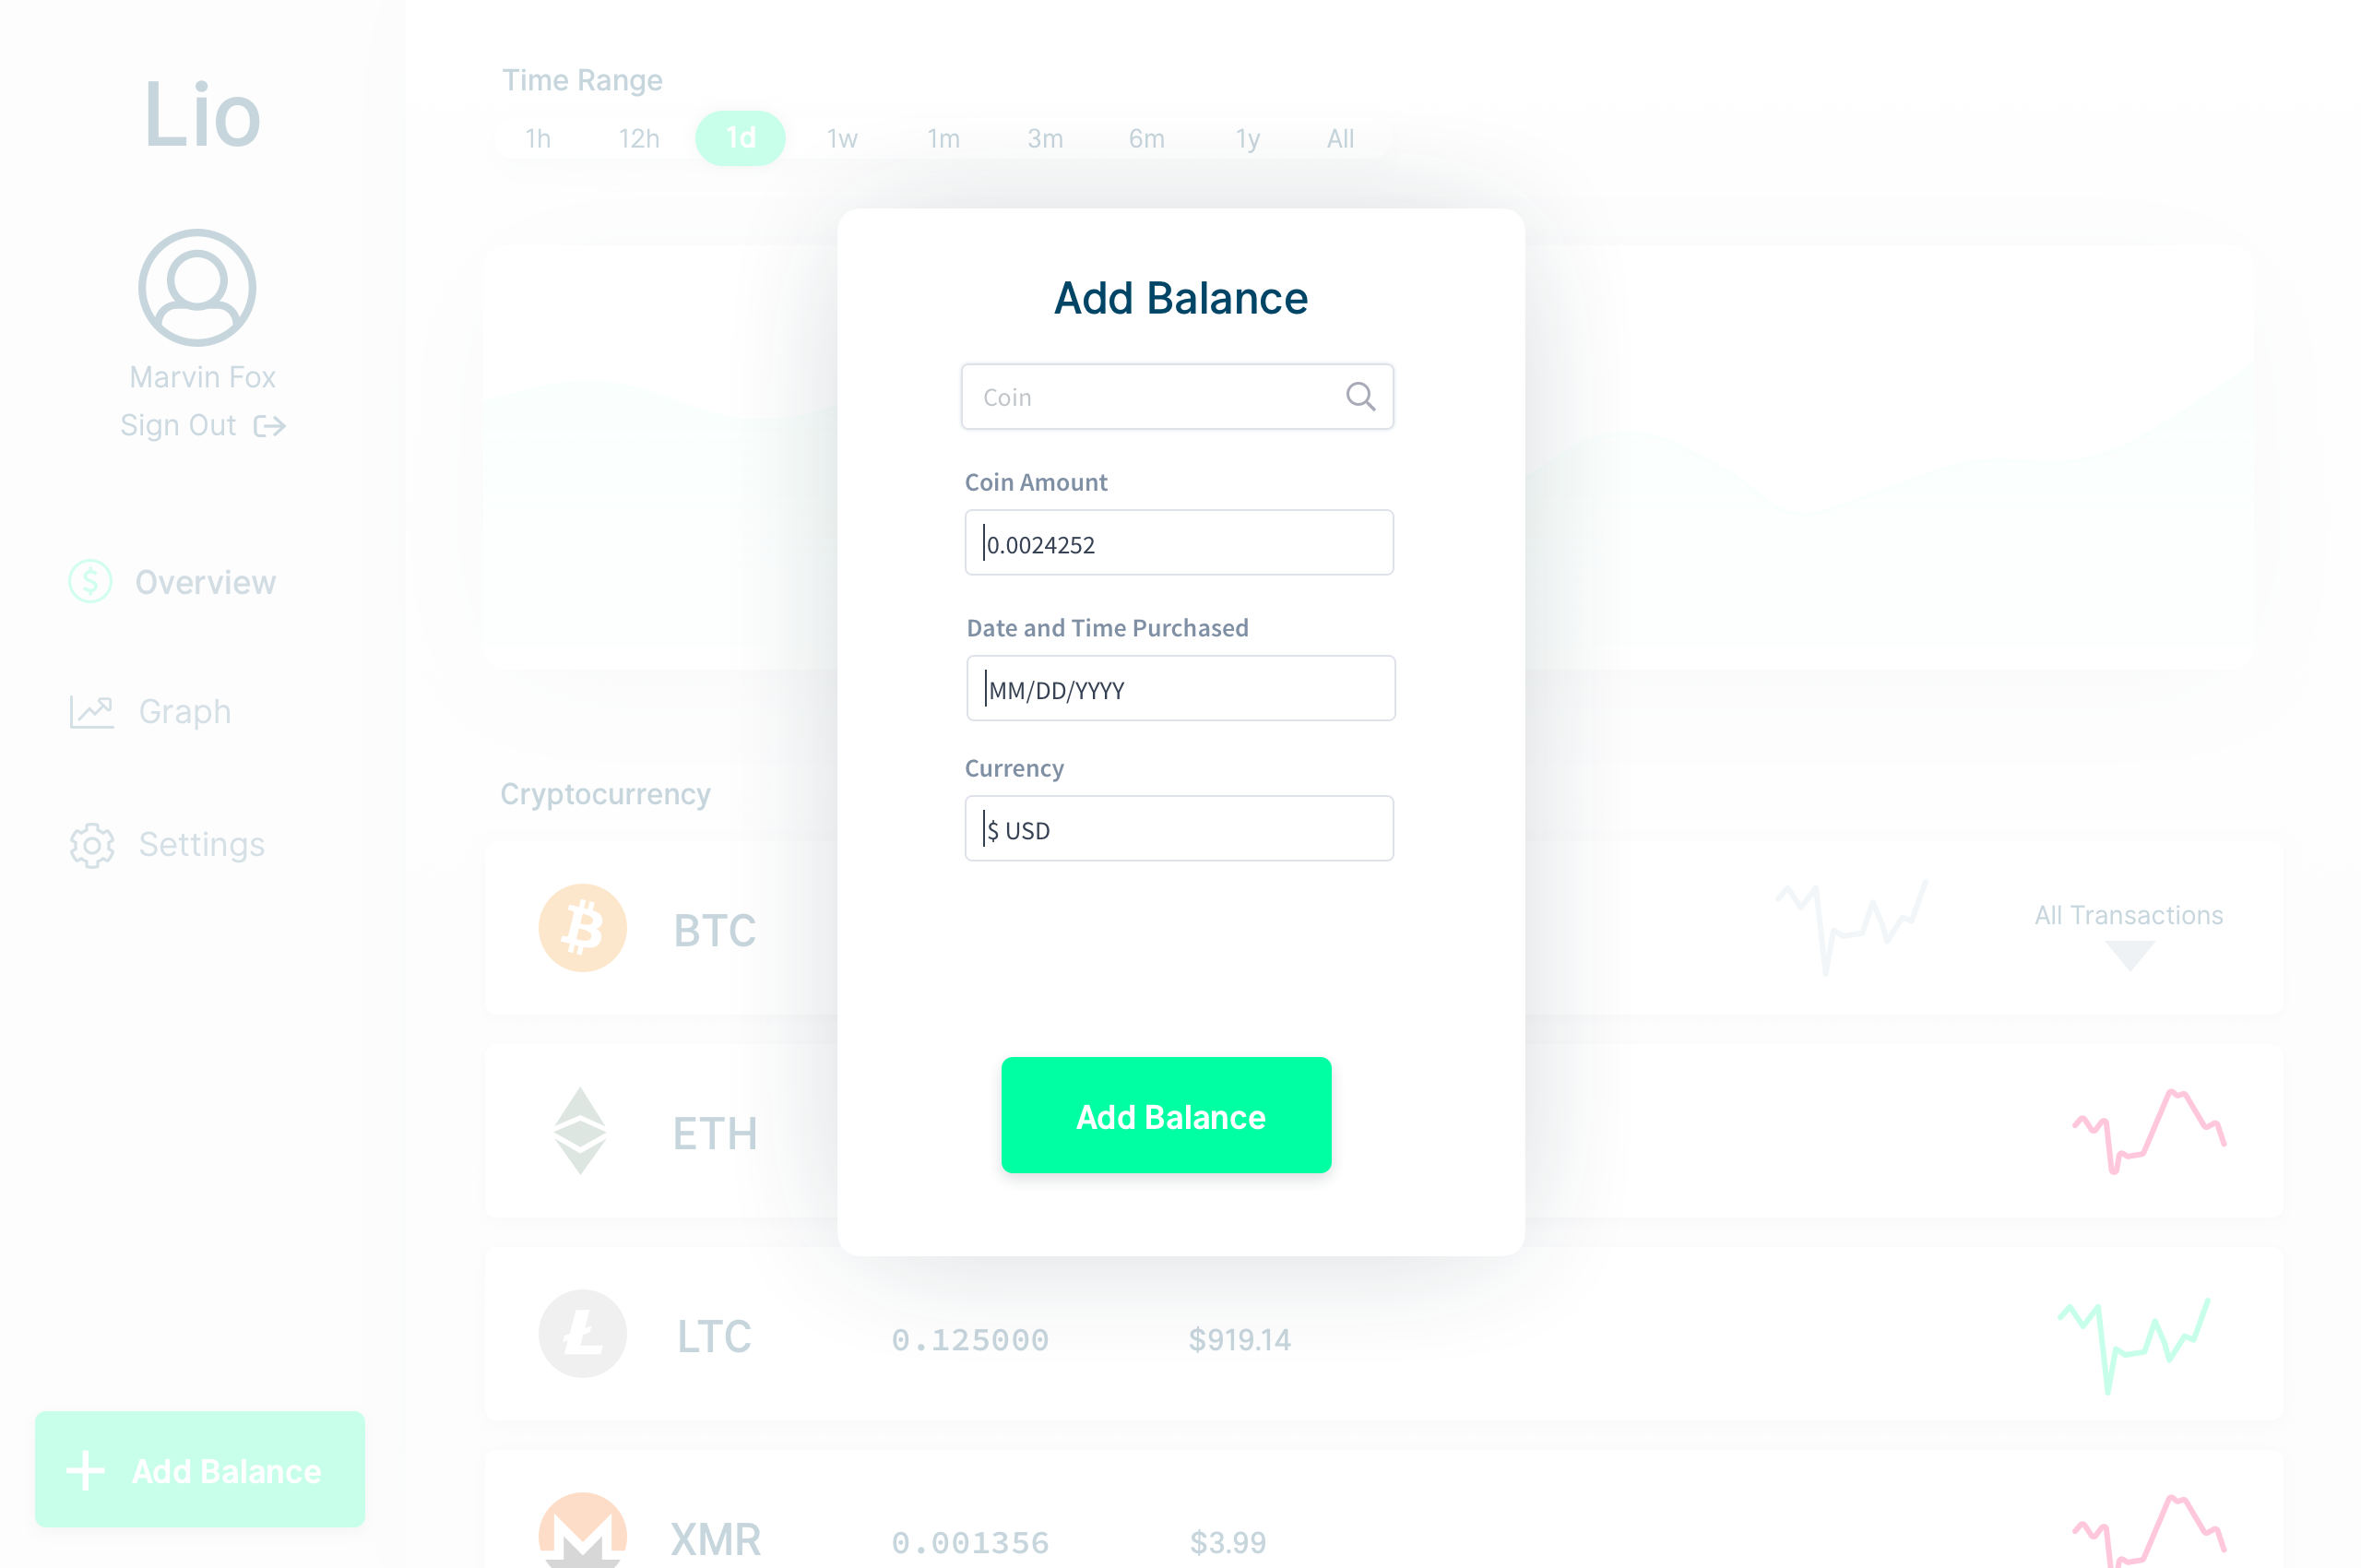 Lio
Marvin Fox
Sign Out
Overview
Graph
Settings
Add Balance
Time Range
1h 12h 1d 1w 1m 3m 6m 1y All
Add Balance
Coin
Coin Amount
0.0024252
Date and Time Purchased
MM/DD/YYYY
Currency
$ USD
Add Balance
Cryptocurrency
BTC All Transactions
ETH
LTC 0.125000 $919.14
XMR 0.001356 $3.99